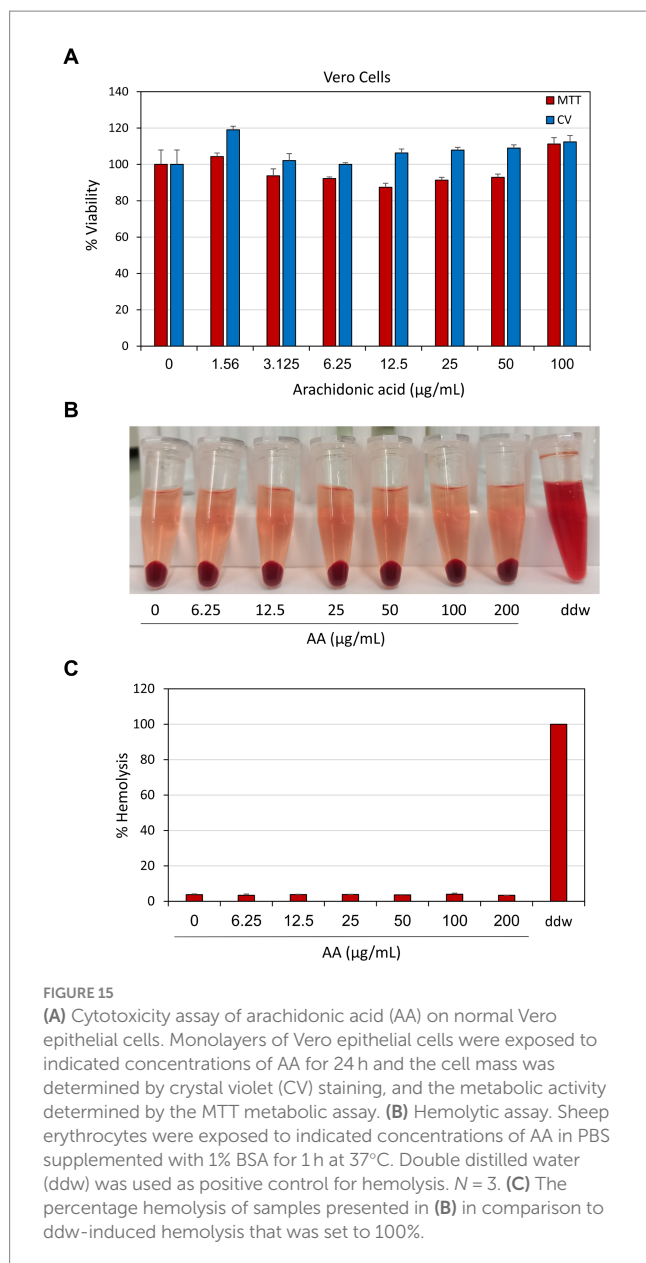 A
Vero Cells
MTT
CV
140
120
100
80
60
40
20
0
% Viability
0 1.56 3.125 6.25 12.5 25 50 100
Arachidonic acid (µg/mL)
B
0 6.25 12.5 25 50 100 200 ddw
AA (µg/mL)
C
120
100
80
60
40
20
0
% Hemolysis
0 6.25 12.5 25 50 100 200 ddw
AA (µg/mL)
FIGURE 15
(A) Cytotoxicity assay of arachidonic acid (AA) on normal Vero
epithelial cells. Monolayers of Vero epithelial cells were exposed to
indicated concentrations of AA for 24 h and the cell mass was
determined by crystal violet (CV) staining, and the metabolic activity
determined by the MTT metabolic assay. (B) Hemolytic assay. Sheep
erythrocytes were exposed to indicated concentrations of AA in PBS
supplemented with 1% BSA for 1 h at 37°C. Double distilled water
(ddw) was used as positive control for hemolysis. N = 3. (C) The
percentage hemolysis of samples presented in (B) in comparison to
ddw-induced hemolysis that was set to 100%.